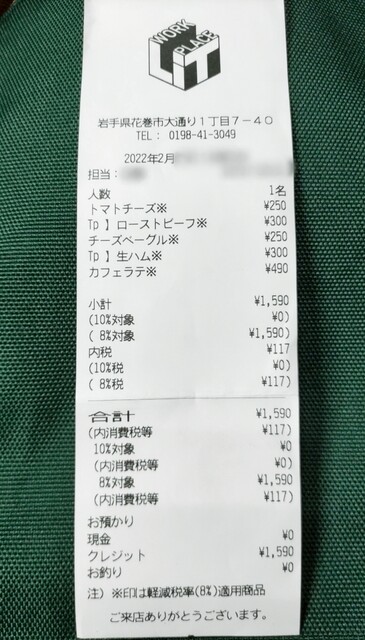 WORK
PLACE
LIT
岩手県花巻市大通り1丁目7-40
TEL: 0198-41-3049
2022年2月
担当:
人数 1名
トマトチーズ※ ¥250
Tp 】ローストビーフ※ ¥300
チーズベーグル※ ¥250
Tp 】生ハム※ ¥300
カフェラテ※ ¥490
小計 ¥1,590
(10%対象 ¥0)
( 8%対象 ¥1,590)
内税 ¥117
(10%税 ¥0)
( 8%税 ¥117)
合計 ¥1,590
(内消費税等 ¥117)
10%対象 ¥0
(内消費税等 ¥0)
8%対象 ¥1,590
(内消費税等 ¥117)
お預かり
現金 ¥0
クレジット ¥1,590
お釣り ¥0
注) ※印は軽減税率(8%)適用商品
ご来店ありがとうございます。